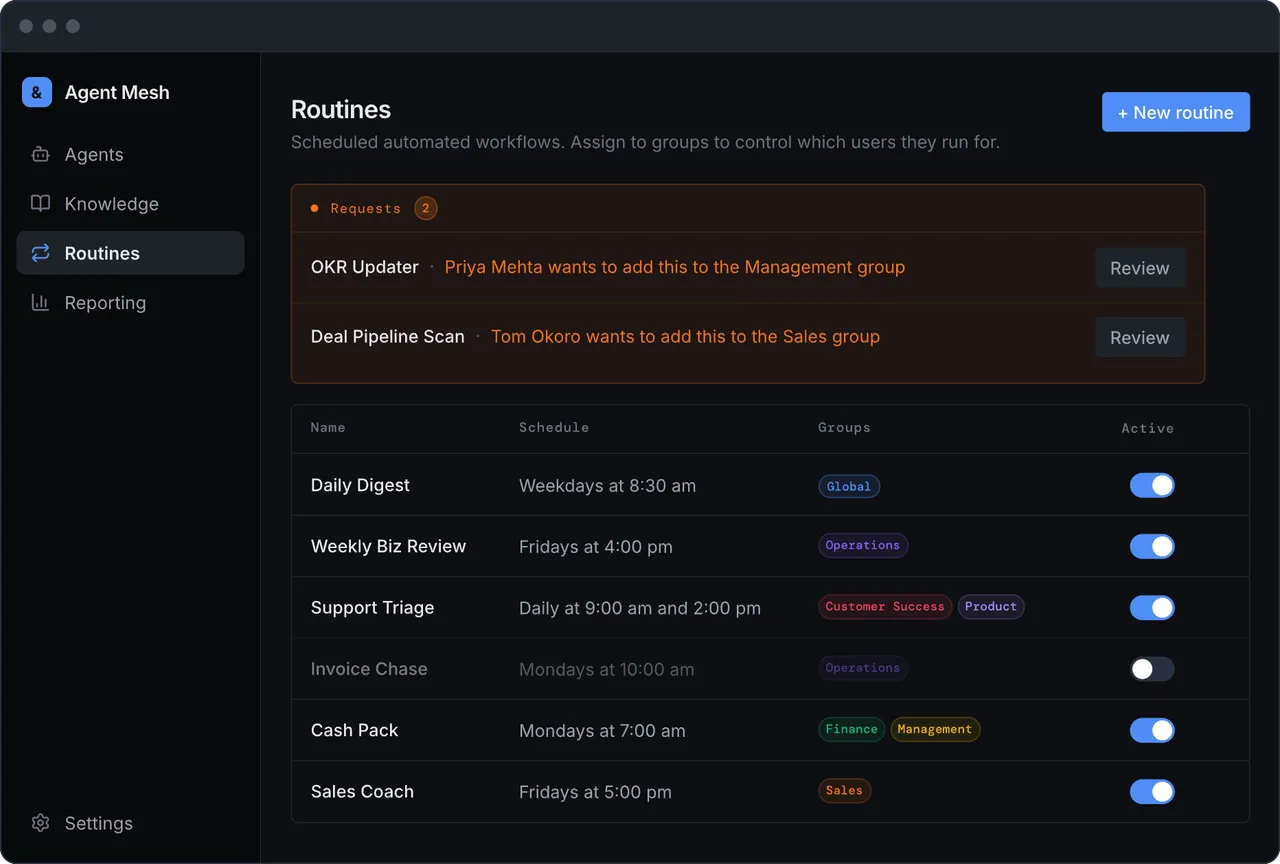 & Agent Mesh
Agents
Knowledge
Routines
Reporting
Settings
Routines
+ New routine
Scheduled automated workflows. Assign to groups to control which users they run for.
Requests 2
OKR Updater · Priya Mehta wants to add this to the Management group Review
Deal Pipeline Scan · Tom Okoro wants to add this to the Sales group Review
Name Schedule Groups Active
Daily Digest Weekdays at 8:30 am Global
Weekly Biz Review Fridays at 4:00 pm Operations
Support Triage Daily at 9:00 am and 2:00 pm Customer Success Product
Invoice Chase Mondays at 10:00 am Operations
Cash Pack Mondays at 7:00 am Finance Management
Sales Coach Fridays at 5:00 pm Sales